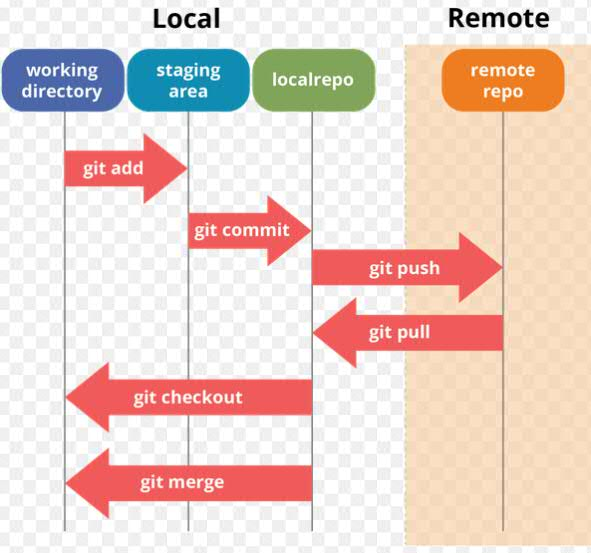 Local
Remote
working
directory
staging
area
localrepo
remote
repo
git add
git commit
git push
git pull
git checkout
git merge